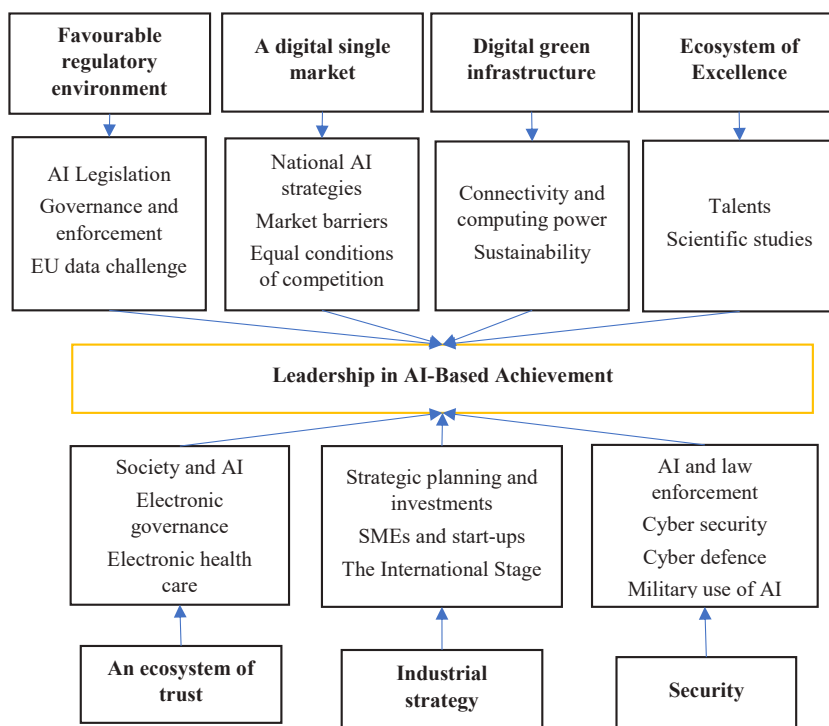 Favourable
regulatory
environment
A digital single
market
Digital green
infrastructure
Ecosystem of
Excellence
AI Legislation
Governance and
enforcement
EU data challenge
National AI
strategies
Market barriers
Equal conditions
of competition
Connectivity and
computing power
Sustainability
Talents
Scientific studies
Leadership in AI-Based Achievement
Society and AI
Electronic
governance
Electronic health
care
Strategic planning and
investments
SMEs and start-ups
The International Stage
AI and law
enforcement
Cyber security
Cyber defence
Military use of AI
An ecosystem of
trust
Industrial
strategy
Security